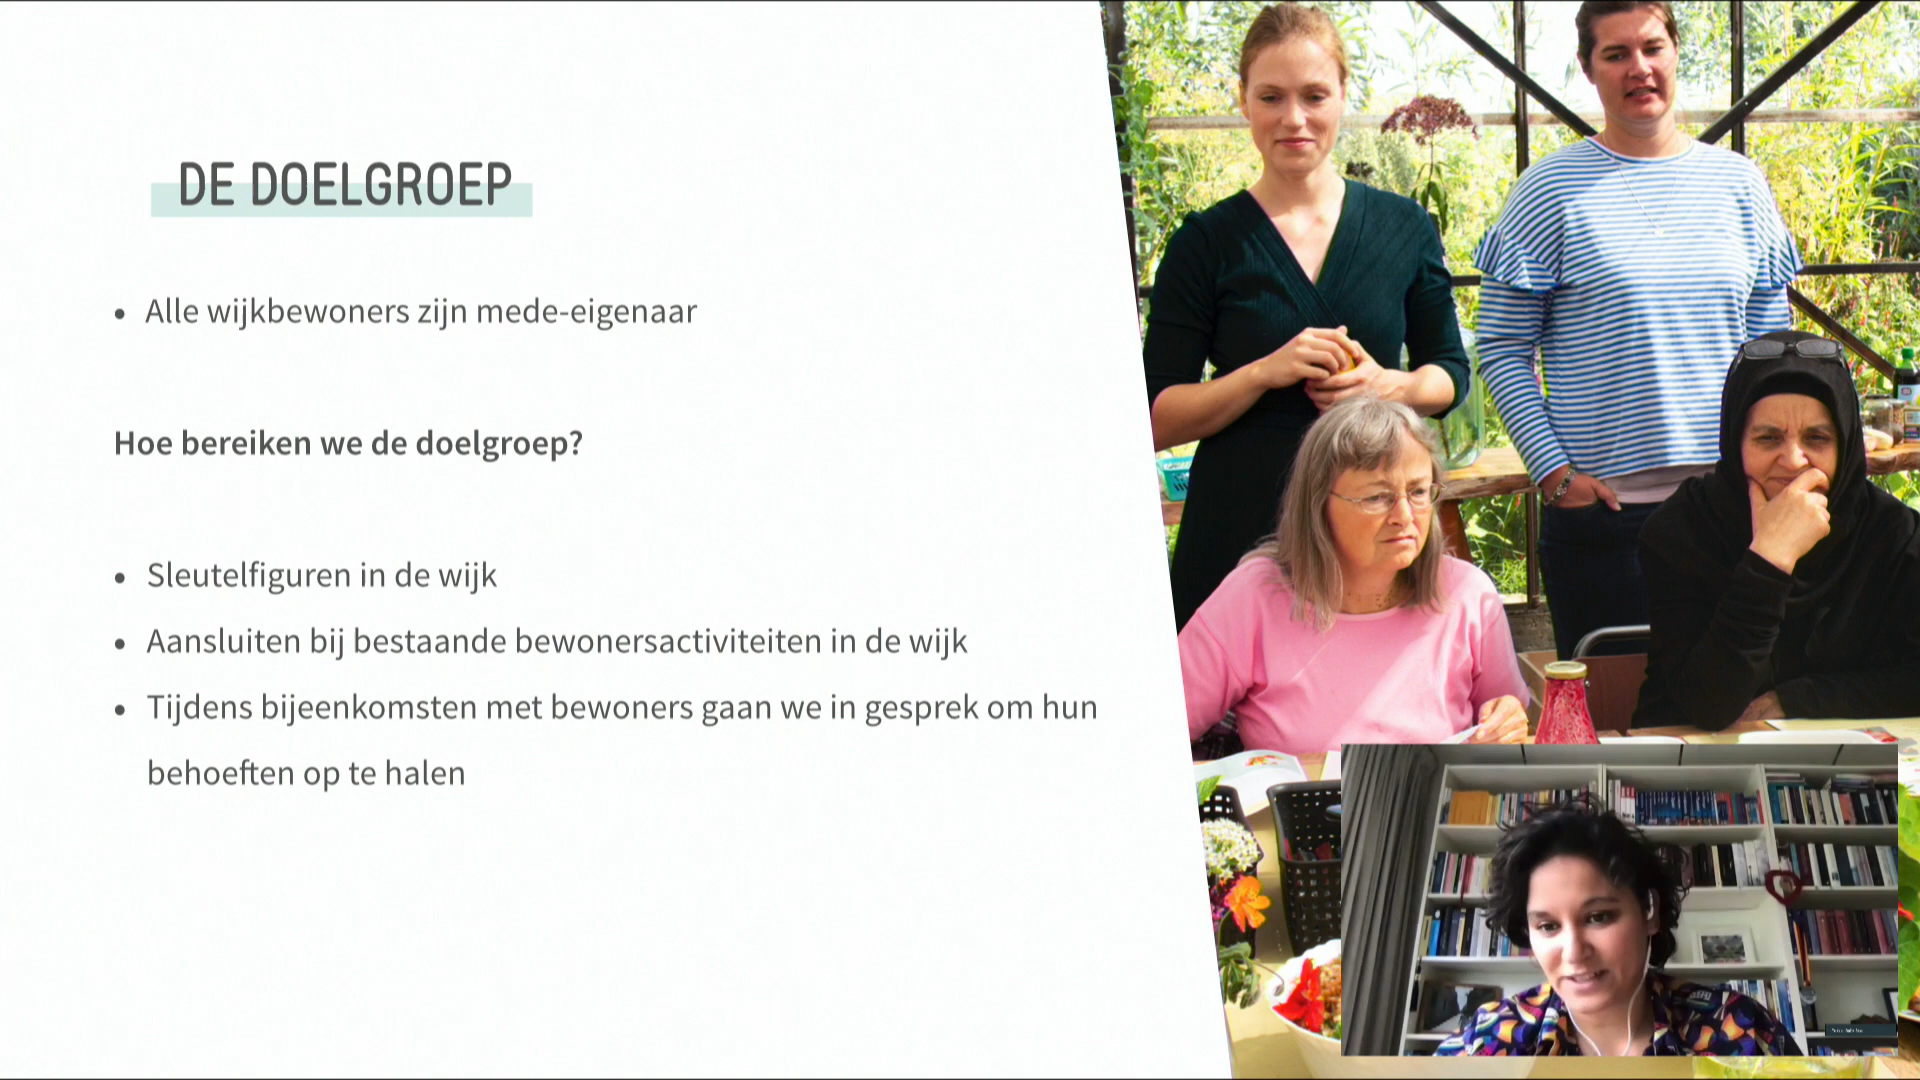 DE DOELGROEP
• Alle wijkbewoners zijn mede-eigenaar
Hoe bereiken we de doelgroep?
• Sleutelfiguren in de wijk
• Aansluiten bij bestaande bewonersactiviteiten in de wijk
• Tijdens bijeenkomsten met bewoners gaan we in gesprek om hun
behoeften op te halen